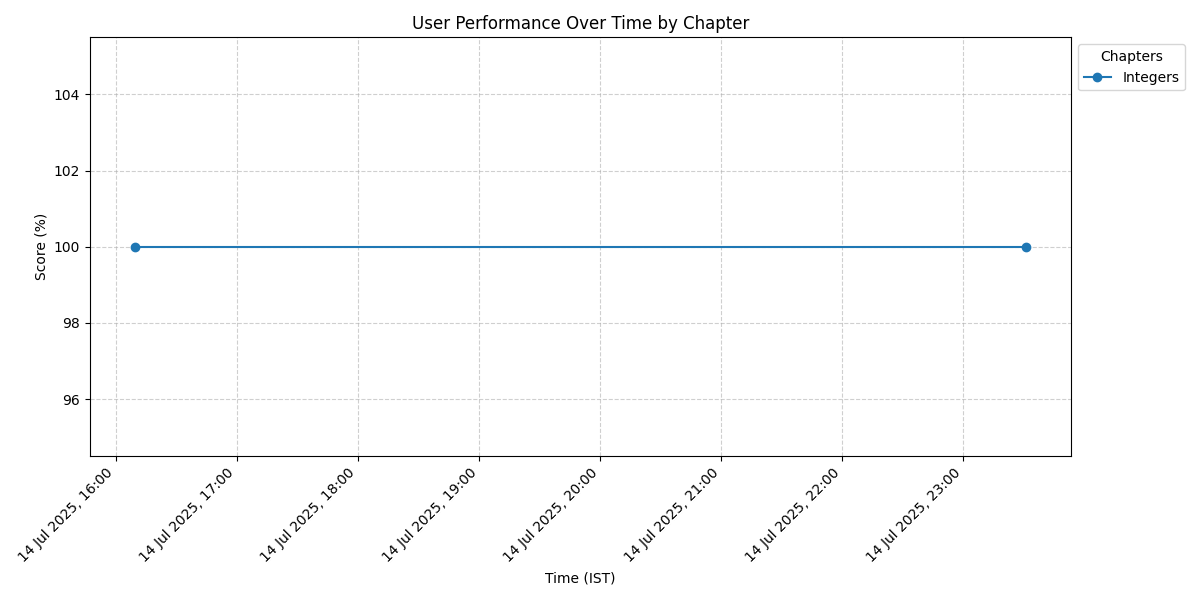 User Performance Over Time by Chapter
Chapters
Integers
Score (%)
104
102
100
98
96
14 Jul 2025, 16:00
14 Jul 2025, 17:00
14 Jul 2025, 18:00
14 Jul 2025, 19:00
14 Jul 2025, 20:00
14 Jul 2025, 21:00
14 Jul 2025, 22:00
14 Jul 2025, 23:00
Time (IST)